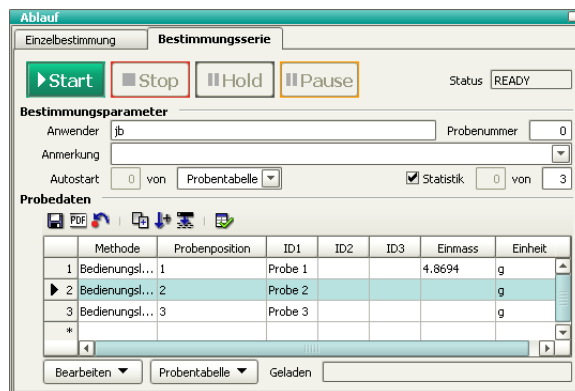 Ablauf
Einzelbestimmung Bestimmungsserie
Start Stop Hold Pause Status READY
Bestimmungsparameter
Anwender jb Probenummer 0
Anmerkung
Autostart 0 von Probentabelle Statistik 0 von 3
Probedaten
PDF
Methode Probenposition ID1 ID2 ID3 Einmass Einheit
1 Bedienungsl... 1 Probe 1 4.8694 g
2 Bedienungsl... 2 Probe 2 g
3 Bedienungsl... 3 Probe 3 g
*
Bearbeiten Probentabelle Geladen